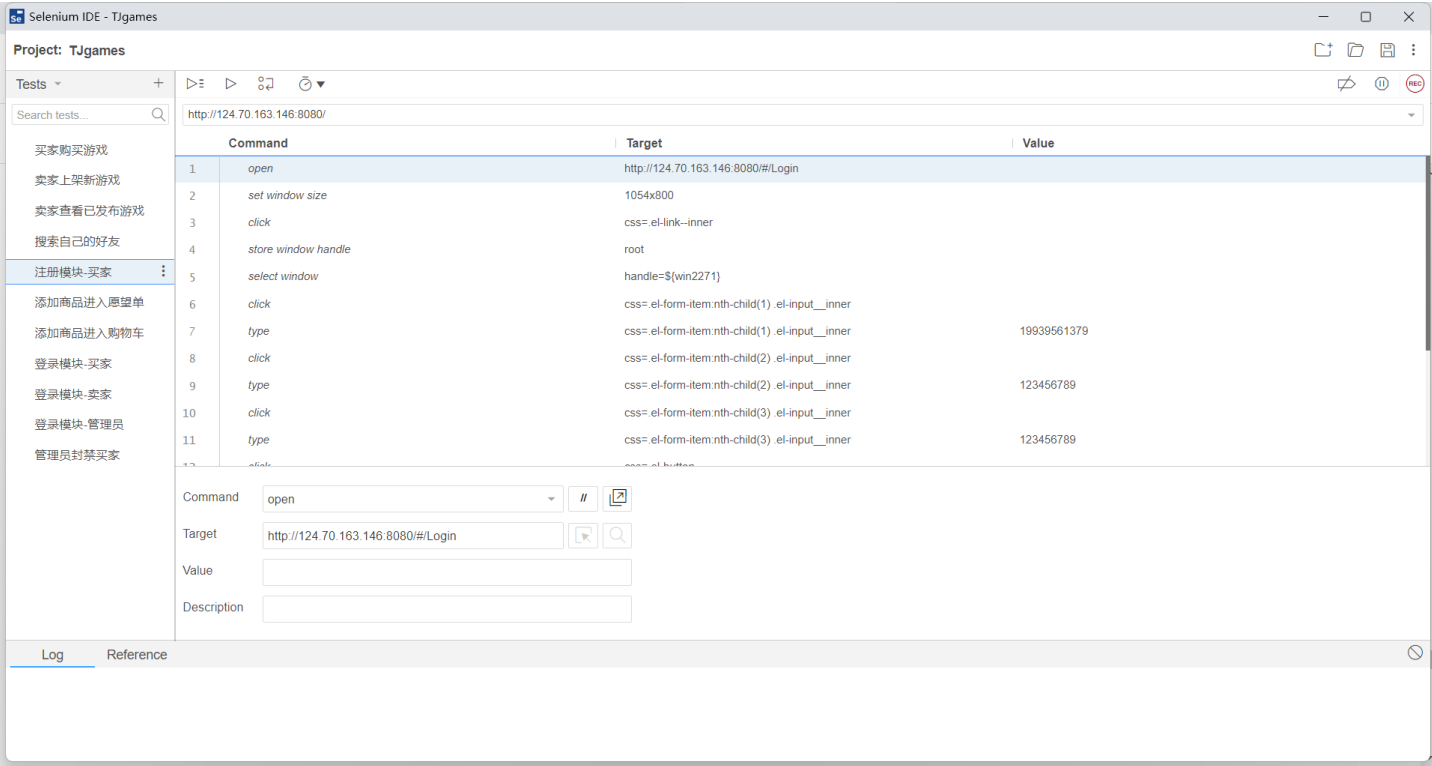 Selenium IDE - TJgames
Project: TJgames
Tests
Search tests...
买家购买游戏
卖家上架新游戏
卖家查看已发布游戏
搜索自己的好友
注册模块-买家
添加商品进入愿望单
添加商品进入购物车
登录模块-买家
登录模块-卖家
登录模块-管理员
管理员封禁买家
REC
http://124.70.163.146:8080/
Command Target Value
1 open http://124.70.163.146:8080/#/Login
2 set window size 1054x800
3 click css=.el-link--inner
4 store window handle root
5 select window handle=${win2271}
6 click css=.el-form-item:nth-child(1) .el-input__inner
7 type css=.el-form-item:nth-child(1) .el-input__inner 19939561379
8 click css=.el-form-item:nth-child(2) .el-input__inner
9 type css=.el-form-item:nth-child(2) .el-input__inner 123456789
10 click css=.el-form-item:nth-child(3) .el-input__inner
11 type css=.el-form-item:nth-child(3) .el-input__inner 123456789
12 click css=.el-button
Command open //
Target http://124.70.163.146:8080/#/Login
Value
Description
Log Reference